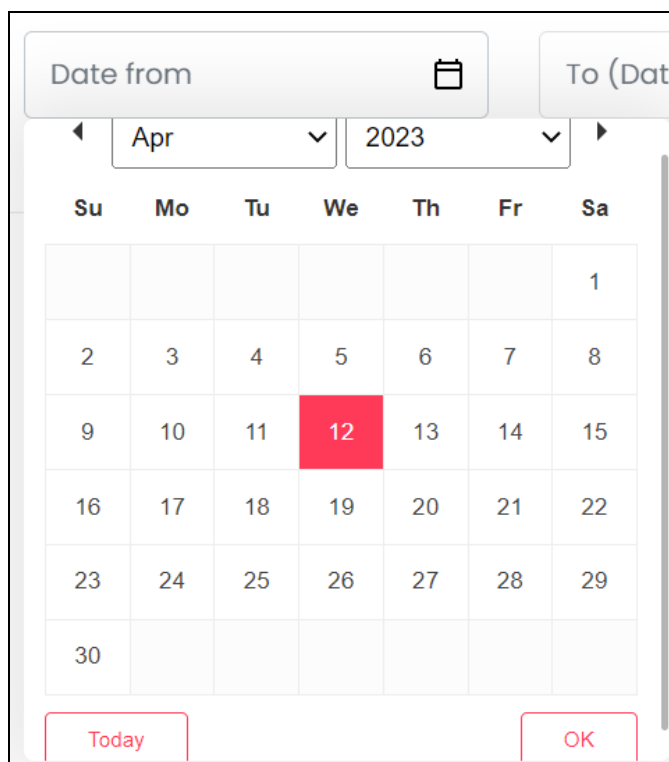 Date from To (Dat
Apr 2023
Su Mo Tu We Th Fr Sa
1
2 3 4 5 6 7 8
9 10 11 12 13 14 15
16 17 18 19 20 21 22
23 24 25 26 27 28 29
30
Today OK